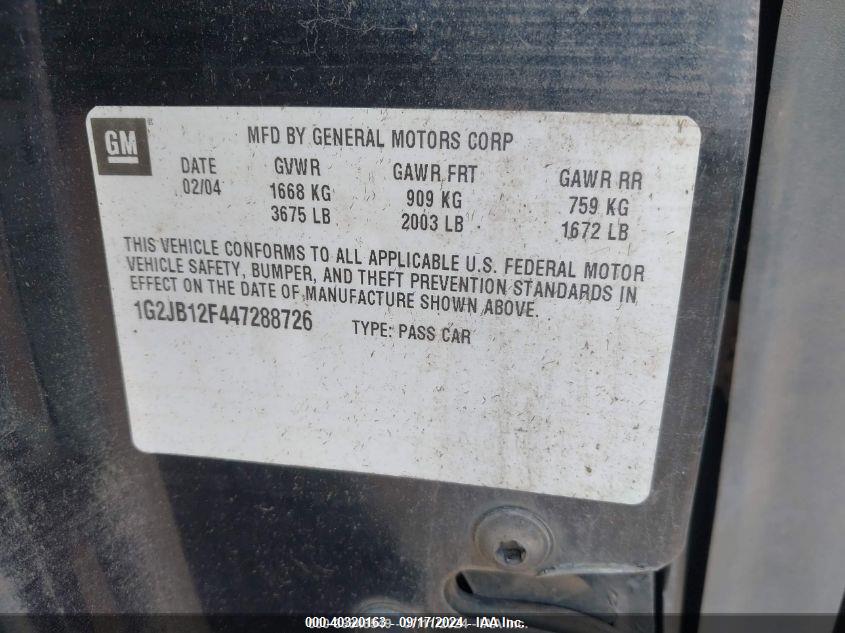 GM
MFD BY GENERAL MOTORS CORP
DATE GVWR GAWR FRT GAWR RR
02/04 1668 KG 909 KG 759 KG
3675 LB 2003 LB 1672 LB
THIS VEHICLE CONFORMS TO ALL APPLICABLE U.S. FEDERAL MOTOR
VEHICLE SAFETY, BUMPER, AND THEFT PREVENTION STANDARDS IN
EFFECT ON THE DATE OF MANUFACTURE SHOWN ABOVE.
1G2JB12F447288726 TYPE: PASS CAR
000-40320163 - 09/17/2024 - IAA Inc.